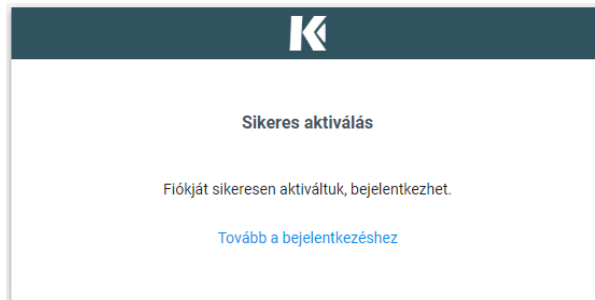 K
Sikeres aktiválás
Fiókját sikeresen aktiváltuk, bejelentkezhet.
Tovább a bejelentkezéshez